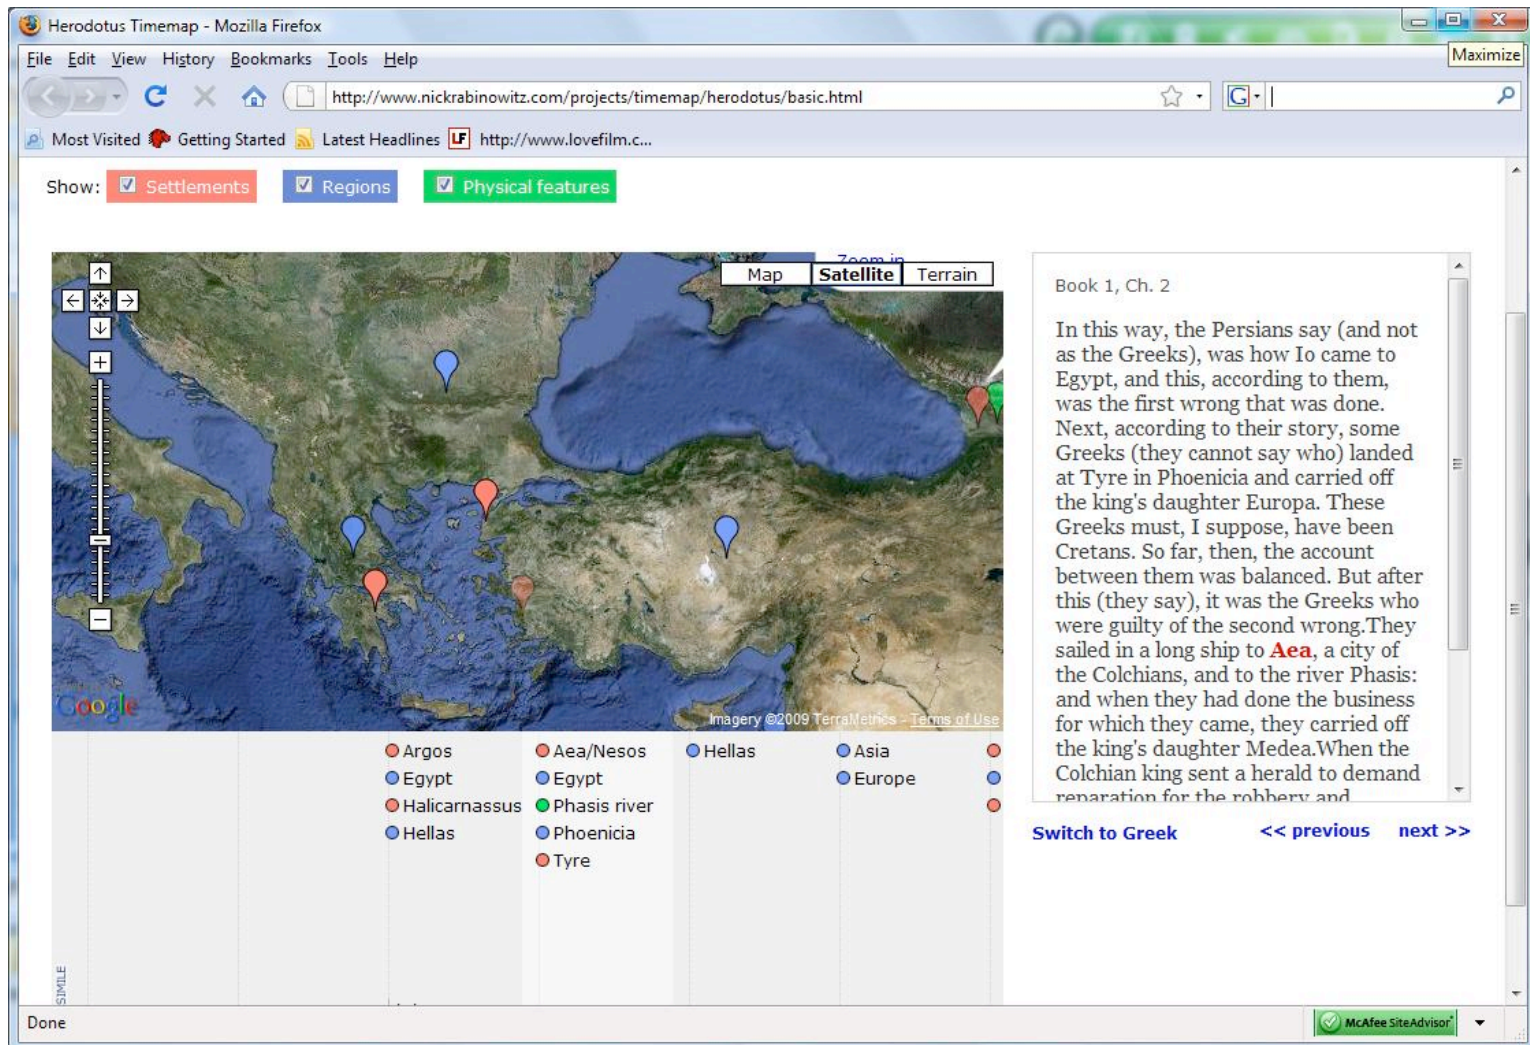 Herodotus Timemap - Mozilla Firefox
Maximize
File Edit View History Bookmarks Tools Help
http://www.nickrabinowitz.com/projects/timemap/herodotus/basic.html
G
Most Visited Getting Started Latest Headlines LF http://www.lovefilm.c...
Show: Settlements Regions Physical features
Zoom in
Map Satellite Terrain
Google
Imagery ©2009 TerraMetrics - Terms of Use
Argos Aea/Nesos Hellas Asia
Egypt Egypt Europe
Halicarnassus Phasis river
Hellas Phoenicia
Tyre
SIMILE
Book 1, Ch. 2
In this way, the Persians say (and not
as the Greeks), was how Io came to
Egypt, and this, according to them,
was the first wrong that was done.
Next, according to their story, some
Greeks (they cannot say who) landed
at Tyre in Phoenicia and carried off
the king's daughter Europa. These
Greeks must, I suppose, have been
Cretans. So far, then, the account
between them was balanced. But after
this (they say), it was the Greeks who
were guilty of the second wrong.They
sailed in a long ship to Aea, a city of
the Colchians, and to the river Phasis:
and when they had done the business
for which they came, they carried off
the king's daughter Medea.When the
Colchian king sent a herald to demand
reparation for the robbery and
Switch to Greek << previous next >>
Done
McAfee SiteAdvisor